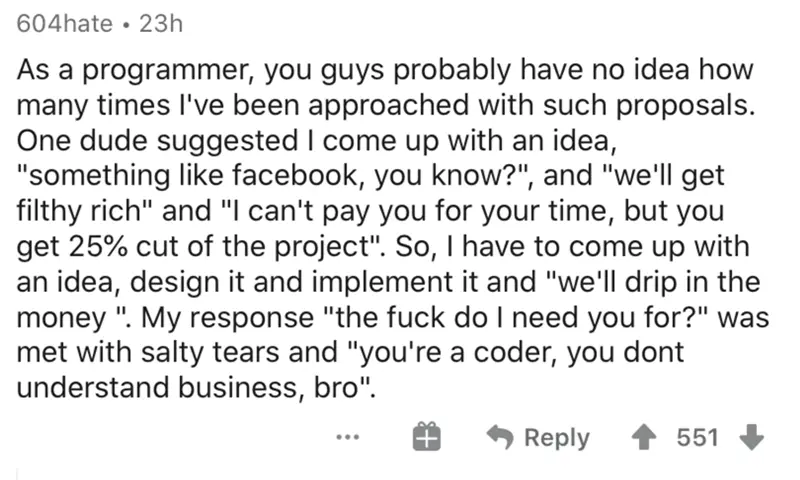 604hate • 23h
As a programmer, you guys probably have no idea how
many times I've been approached with such proposals.
One dude suggested I come up with an idea,
"something like facebook, you know?", and "we'll get
filthy rich" and "I can't pay you for your time, but you
get 25% cut of the project". So, I have to come up with
an idea, design it and implement it and "we'll drip in the
money ". My response "the fuck do I need you for?" was
met with salty tears and "you're a coder, you dont
understand business, bro".
Reply 551